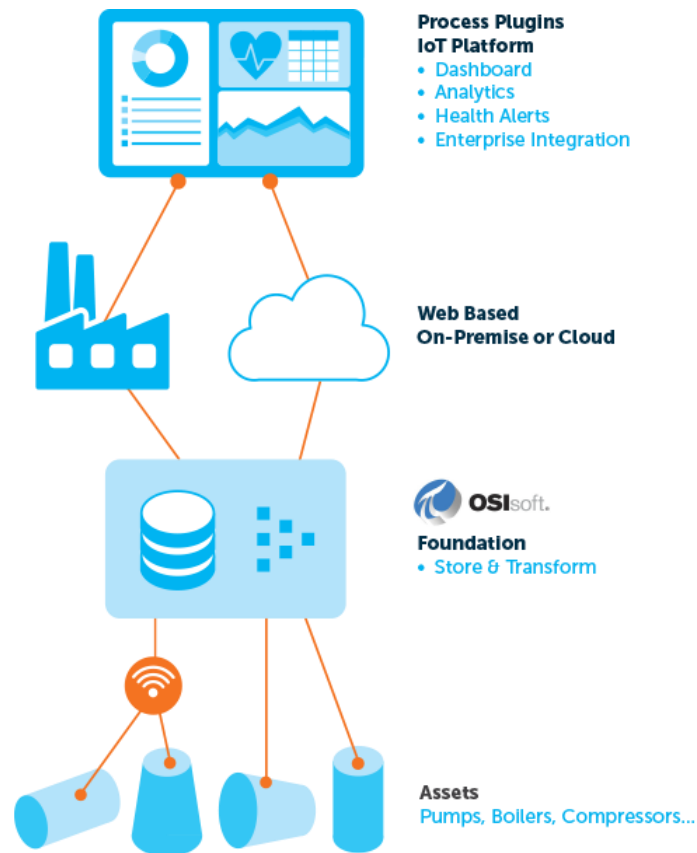 Process Plugins
IoT Platform
• Dashboard
• Analytics
• Health Alerts
• Enterprise Integration
Web Based
On-Premise or Cloud
OSIsoft.
Foundation
• Store & Transform
Assets
Pumps, Boilers, Compressors...